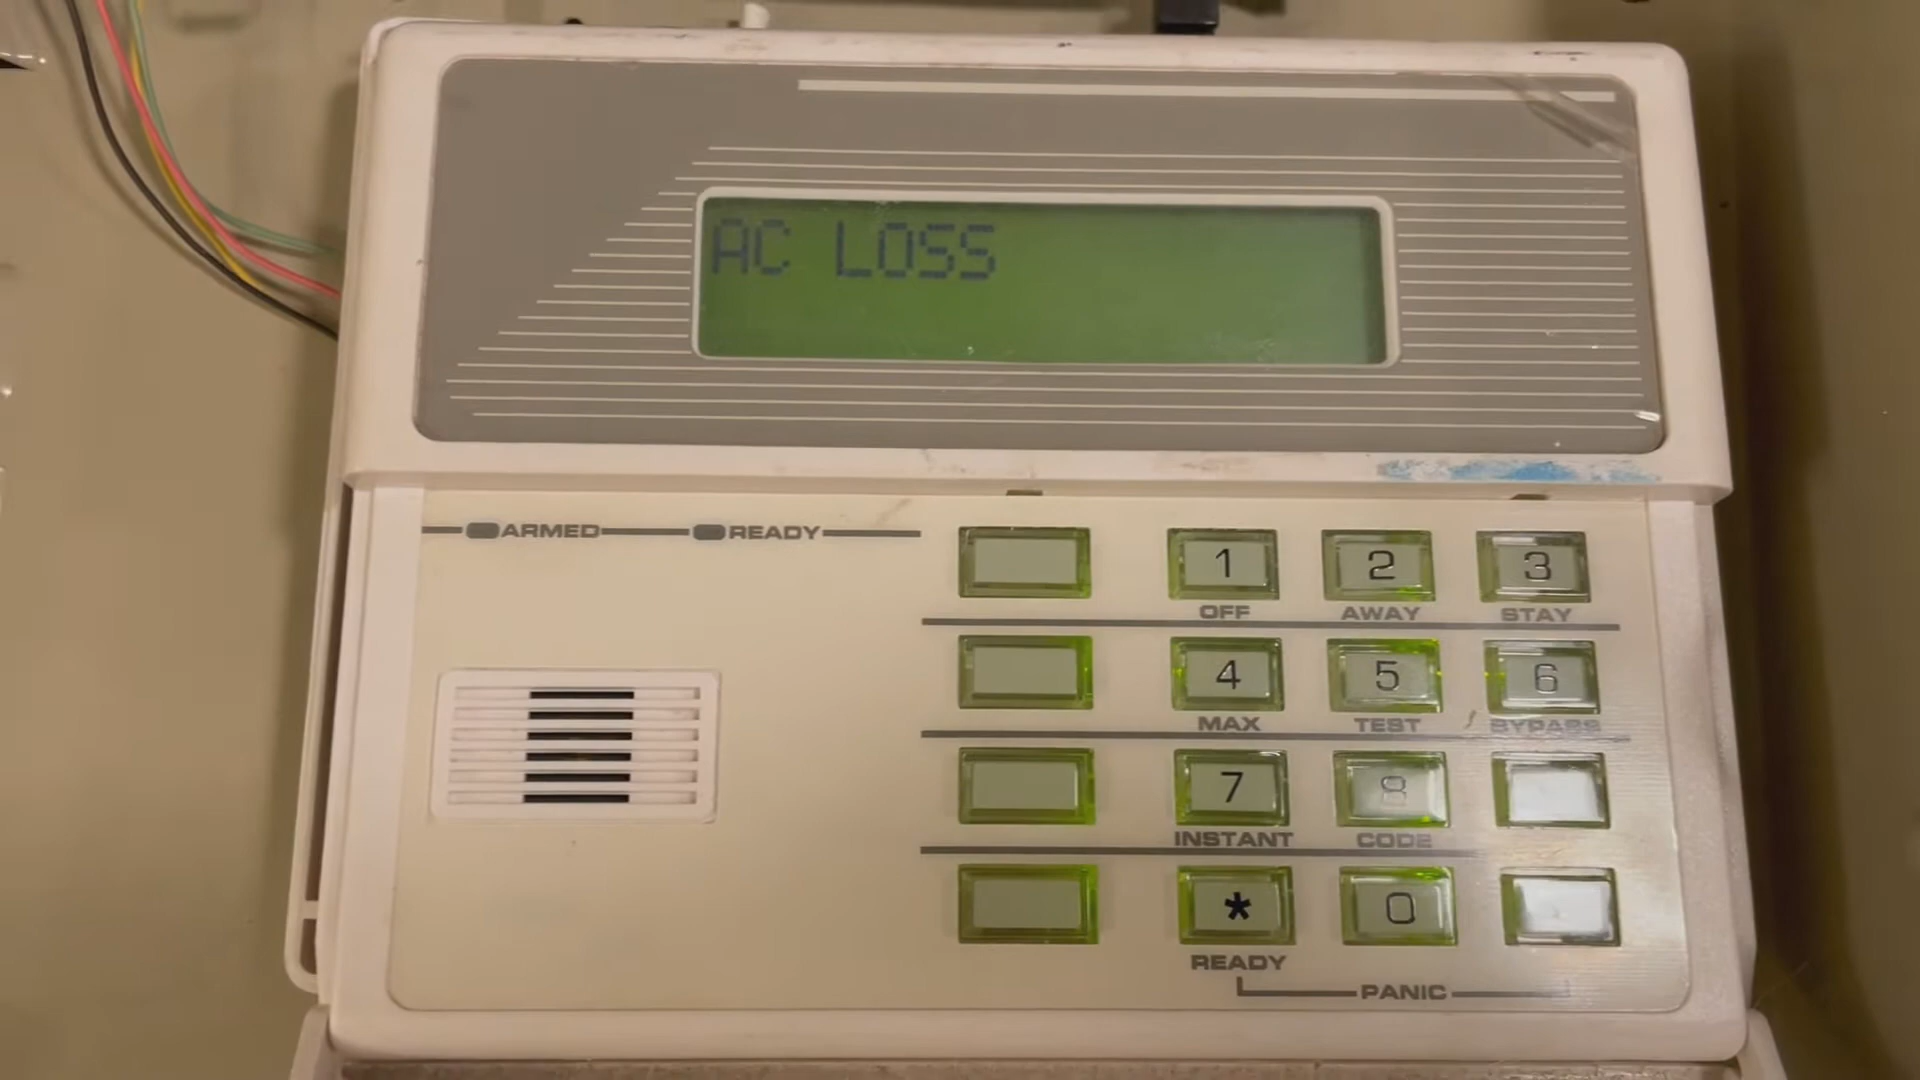 AC LOSS
ARMED READY
1 2 3
OFF AWAY STAY
4 5 6
MAX TEST BYPASS
7 8
INSTANT CODE
* 0
READY
PANIC